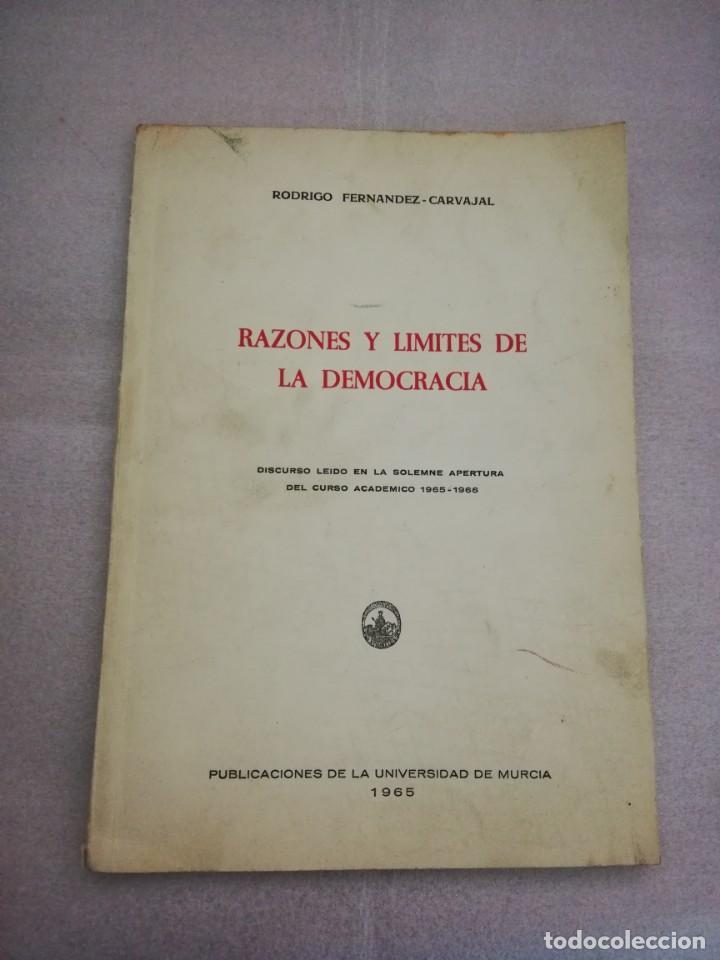 RODRIGO FERNANDEZ-CARVAJAL
RAZONES Y LIMITES DE
LA DEMOCRACIA
DISCURSO LEIDO EN LA SOLEMNE APERTURA
DEL CURSO ACADEMICO 1965-1966
PUBLICACIONES DE LA UNIVERSIDAD DE MURCIA
1965
todocoleccion